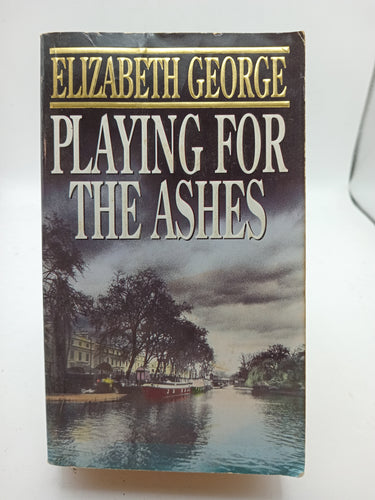 ELIZABETH GEORGE
PLAYING FOR
THE ASHES